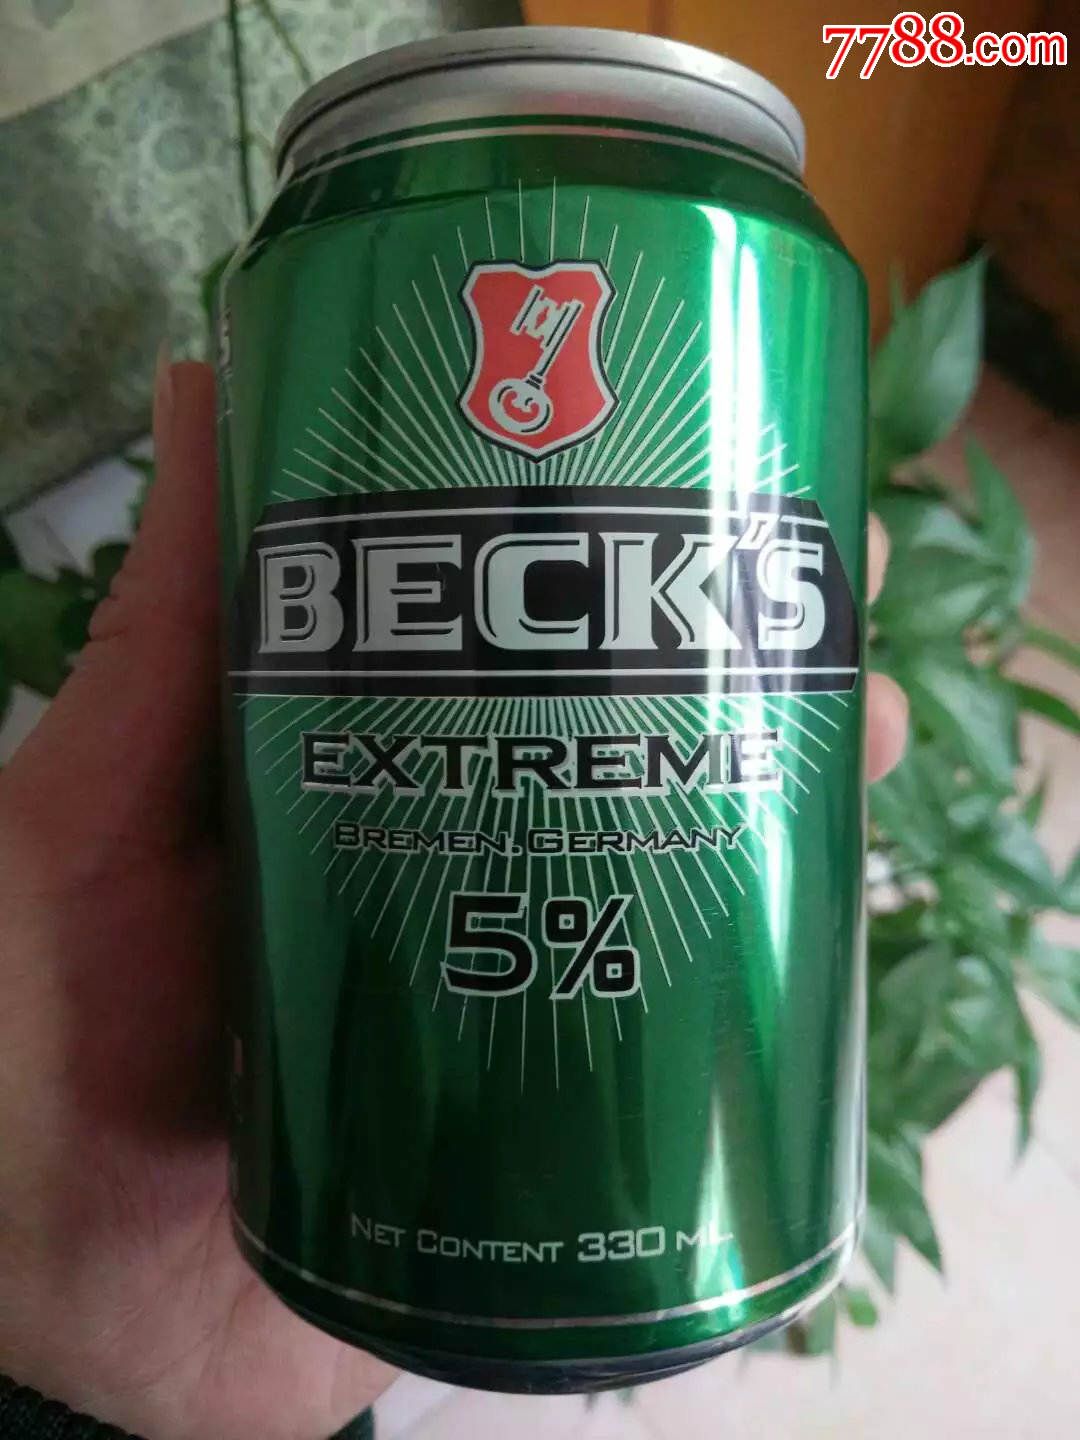 7788.com
BECK'S
EXTREME
BREMEN, GERMANY
5%
NET CONTENT 330 ML